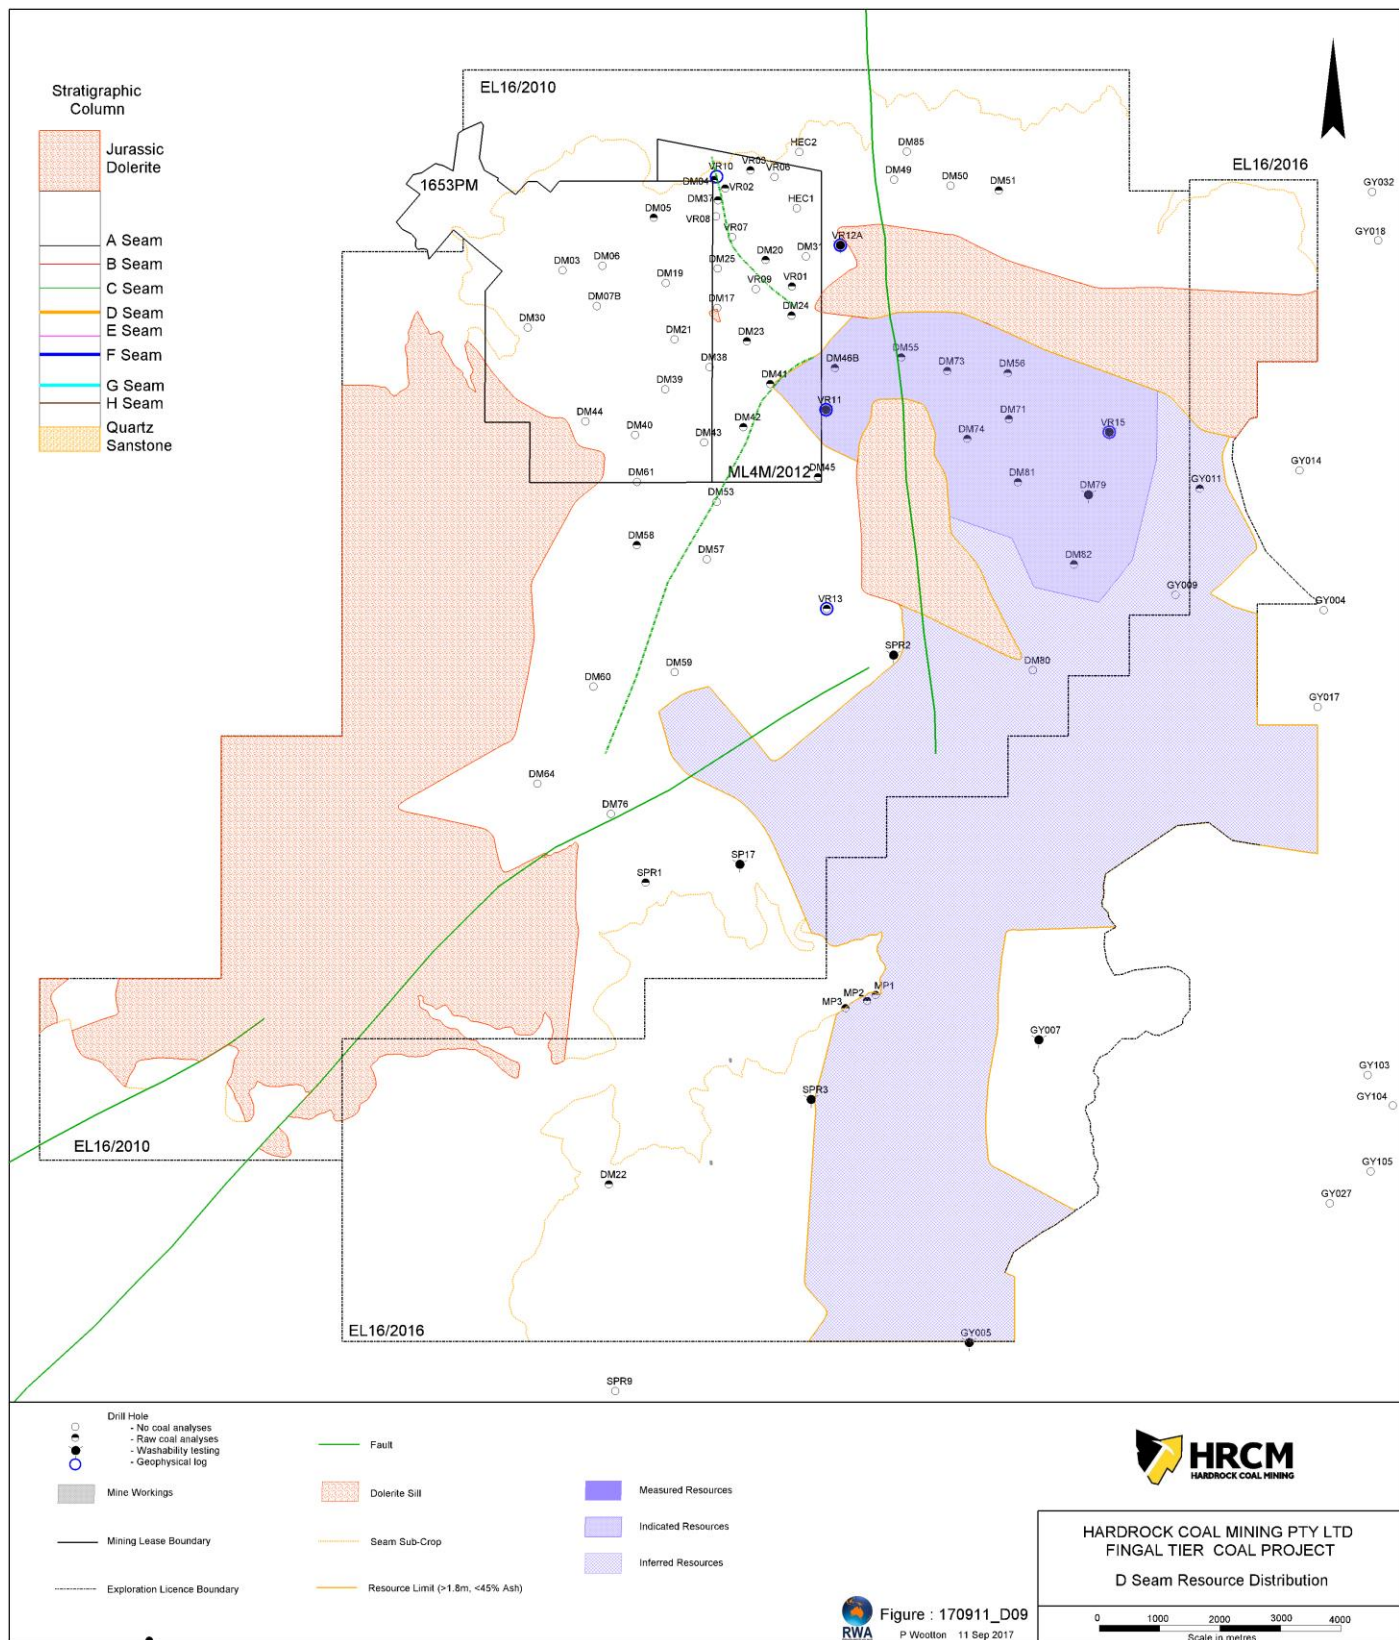 Stratigraphic
Column
Jurassic
Dolerite
A Seam
B Seam
C Seam
D Seam
E Seam
F Seam
G Seam
H Seam
Quartz
Sanstone
EL16/2010
EL16/2016
1653PM
HEC2
DM85
VR10
VR03
VR06
DM04
VR02
DM49
DM50
DM51
GY032
DM37
DM05
VR08
HEC1
VR07
GY018
VR12A
DM03
DM06
DM25
DM20
DM31
DM19
VR09
VR01
DM07B
DM17
DM24
DM30
DM21
DM23
DM38
DM46B
DM55
DM73
DM56
DM39
DM41
VR11
DM44
DM40
DM43
DM42
DM74
DM71
VR15
DM61
ML4M/2012
DM45
DM81
DM79
GY011
GY014
DM53
DM58
DM57
DM82
VR13
GY009
GY004
SPR2
DM60
DM59
DM80
GY017
DM64
DM76
SPR1
SP17
MP3
MP2
MP1
GY007
SPR3
GY103
GY104
EL16/2010
DM22
GY105
GY027
EL16/2016
GY005
SPR9
Drill Hole
- No coal analyses
- Raw coal analyses
- Washability testing
- Geophysical log
Mine Workings
Mining Lease Boundary
Exploration Licence Boundary
Fault
Dolerite Sill
Seam Sub-Crop
Resource Limit (>1.8m, <45% Ash)
Measured Resources
Indicated Resources
Inferred Resources
HRCM
HARDROCK COAL MINING
HARDROCK COAL MINING PTY LTD
FINGAL TIER COAL PROJECT
D Seam Resource Distribution
0 1000 2000 3000 4000
Scale in metres
RWA
Figure : 170911_D09
P Wootton 11 Sep 2017